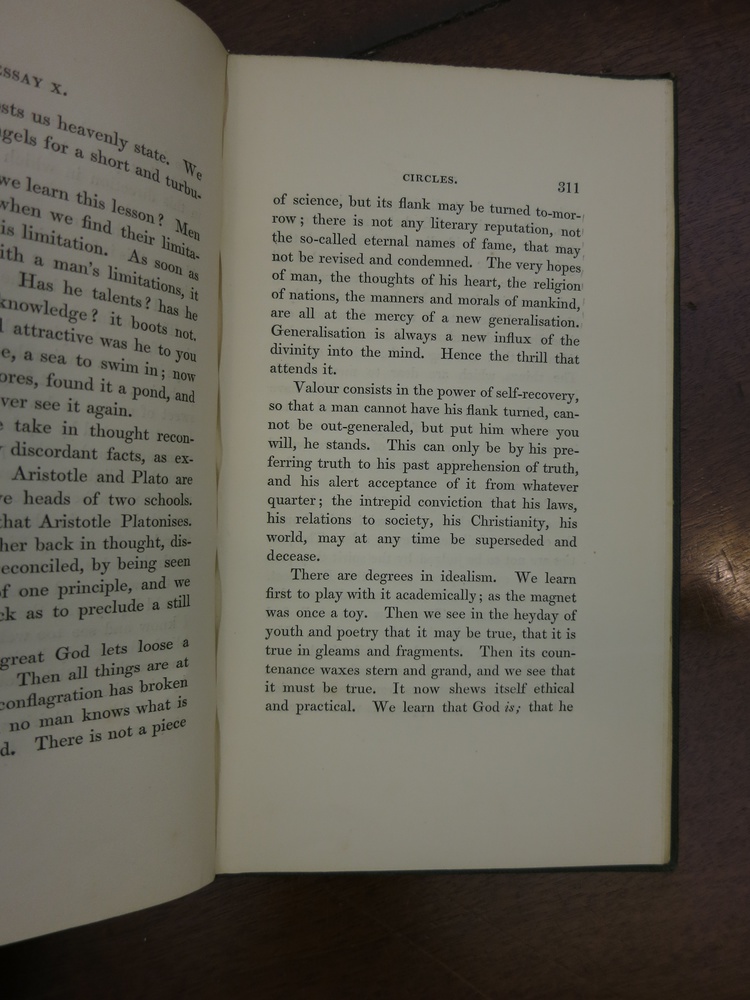 ESSAY X.
us heavenly state. We
for a short and turbu-
we learn this lesson? Men
when we find their limita-
is limitation. As soon as
a man's limitations, it
Has he talents? has he
knowledge? it boots not.
attractive was he to you
a sea to swim in; now
found it a pond, and
see it again.
take in thought recon-
discordant facts, as ex-
Aristotle and Plato are
heads of two schools.
that Aristotle Platonises.
back in thought, dis-
by being seen
of one principle, and we
as to preclude a still
great God lets loose a
Then all things are at
conflagration has broken
no man knows what is
There is not a piece
CIRCLES.
311
of science, but its flank may be turned to-mor-
row; there is not any literary reputation, not
the so-called eternal names of fame, that may
not be revised and condemned. The very hopes
of man, the thoughts of his heart, the religion
of nations, the manners and morals of mankind,
are all at the mercy of a new generalisation.
Generalisation is always a new influx of the
divinity into the mind. Hence the thrill that
attends it.
Valour consists in the power of self-recovery,
so that a man cannot have his flank turned, can-
not be out-generaled, but put him where you
will, he stands. This can only be by his pre-
ferring truth to his past apprehension of truth,
and his alert acceptance of it from whatever
quarter; the intrepid conviction that his laws,
his relations to society, his Christianity, his
world, may at any time be superseded and
decease.
There are degrees in idealism. We learn
first to play with it academically; as the magnet
was once a toy. Then we see in the heyday of
youth and poetry that it may be true, that it is
true in gleams and fragments. Then its coun-
tenance waxes stern and grand, and we see that
it must be true. It now shews itself ethical
and practical. We learn that God is; that he